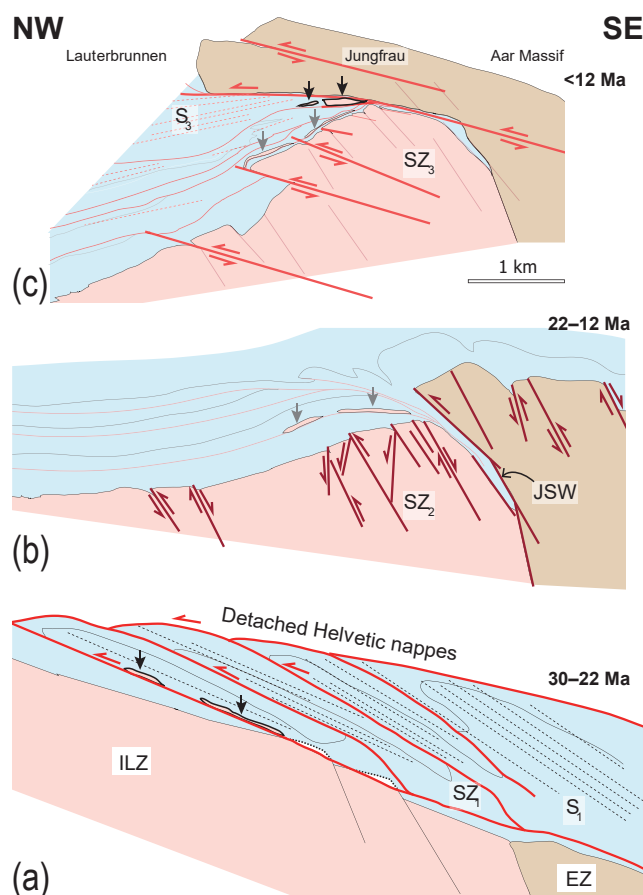 NW
SE
Lauterbrunnen
Jungfrau
Aar Massif
<12 Ma
S3
SZ3
(c)
1 km
22–12 Ma
SZ2
JSW
(b)
Detached Helvetic nappes
30–22 Ma
ILZ
SZ1
S1
(a)
EZ